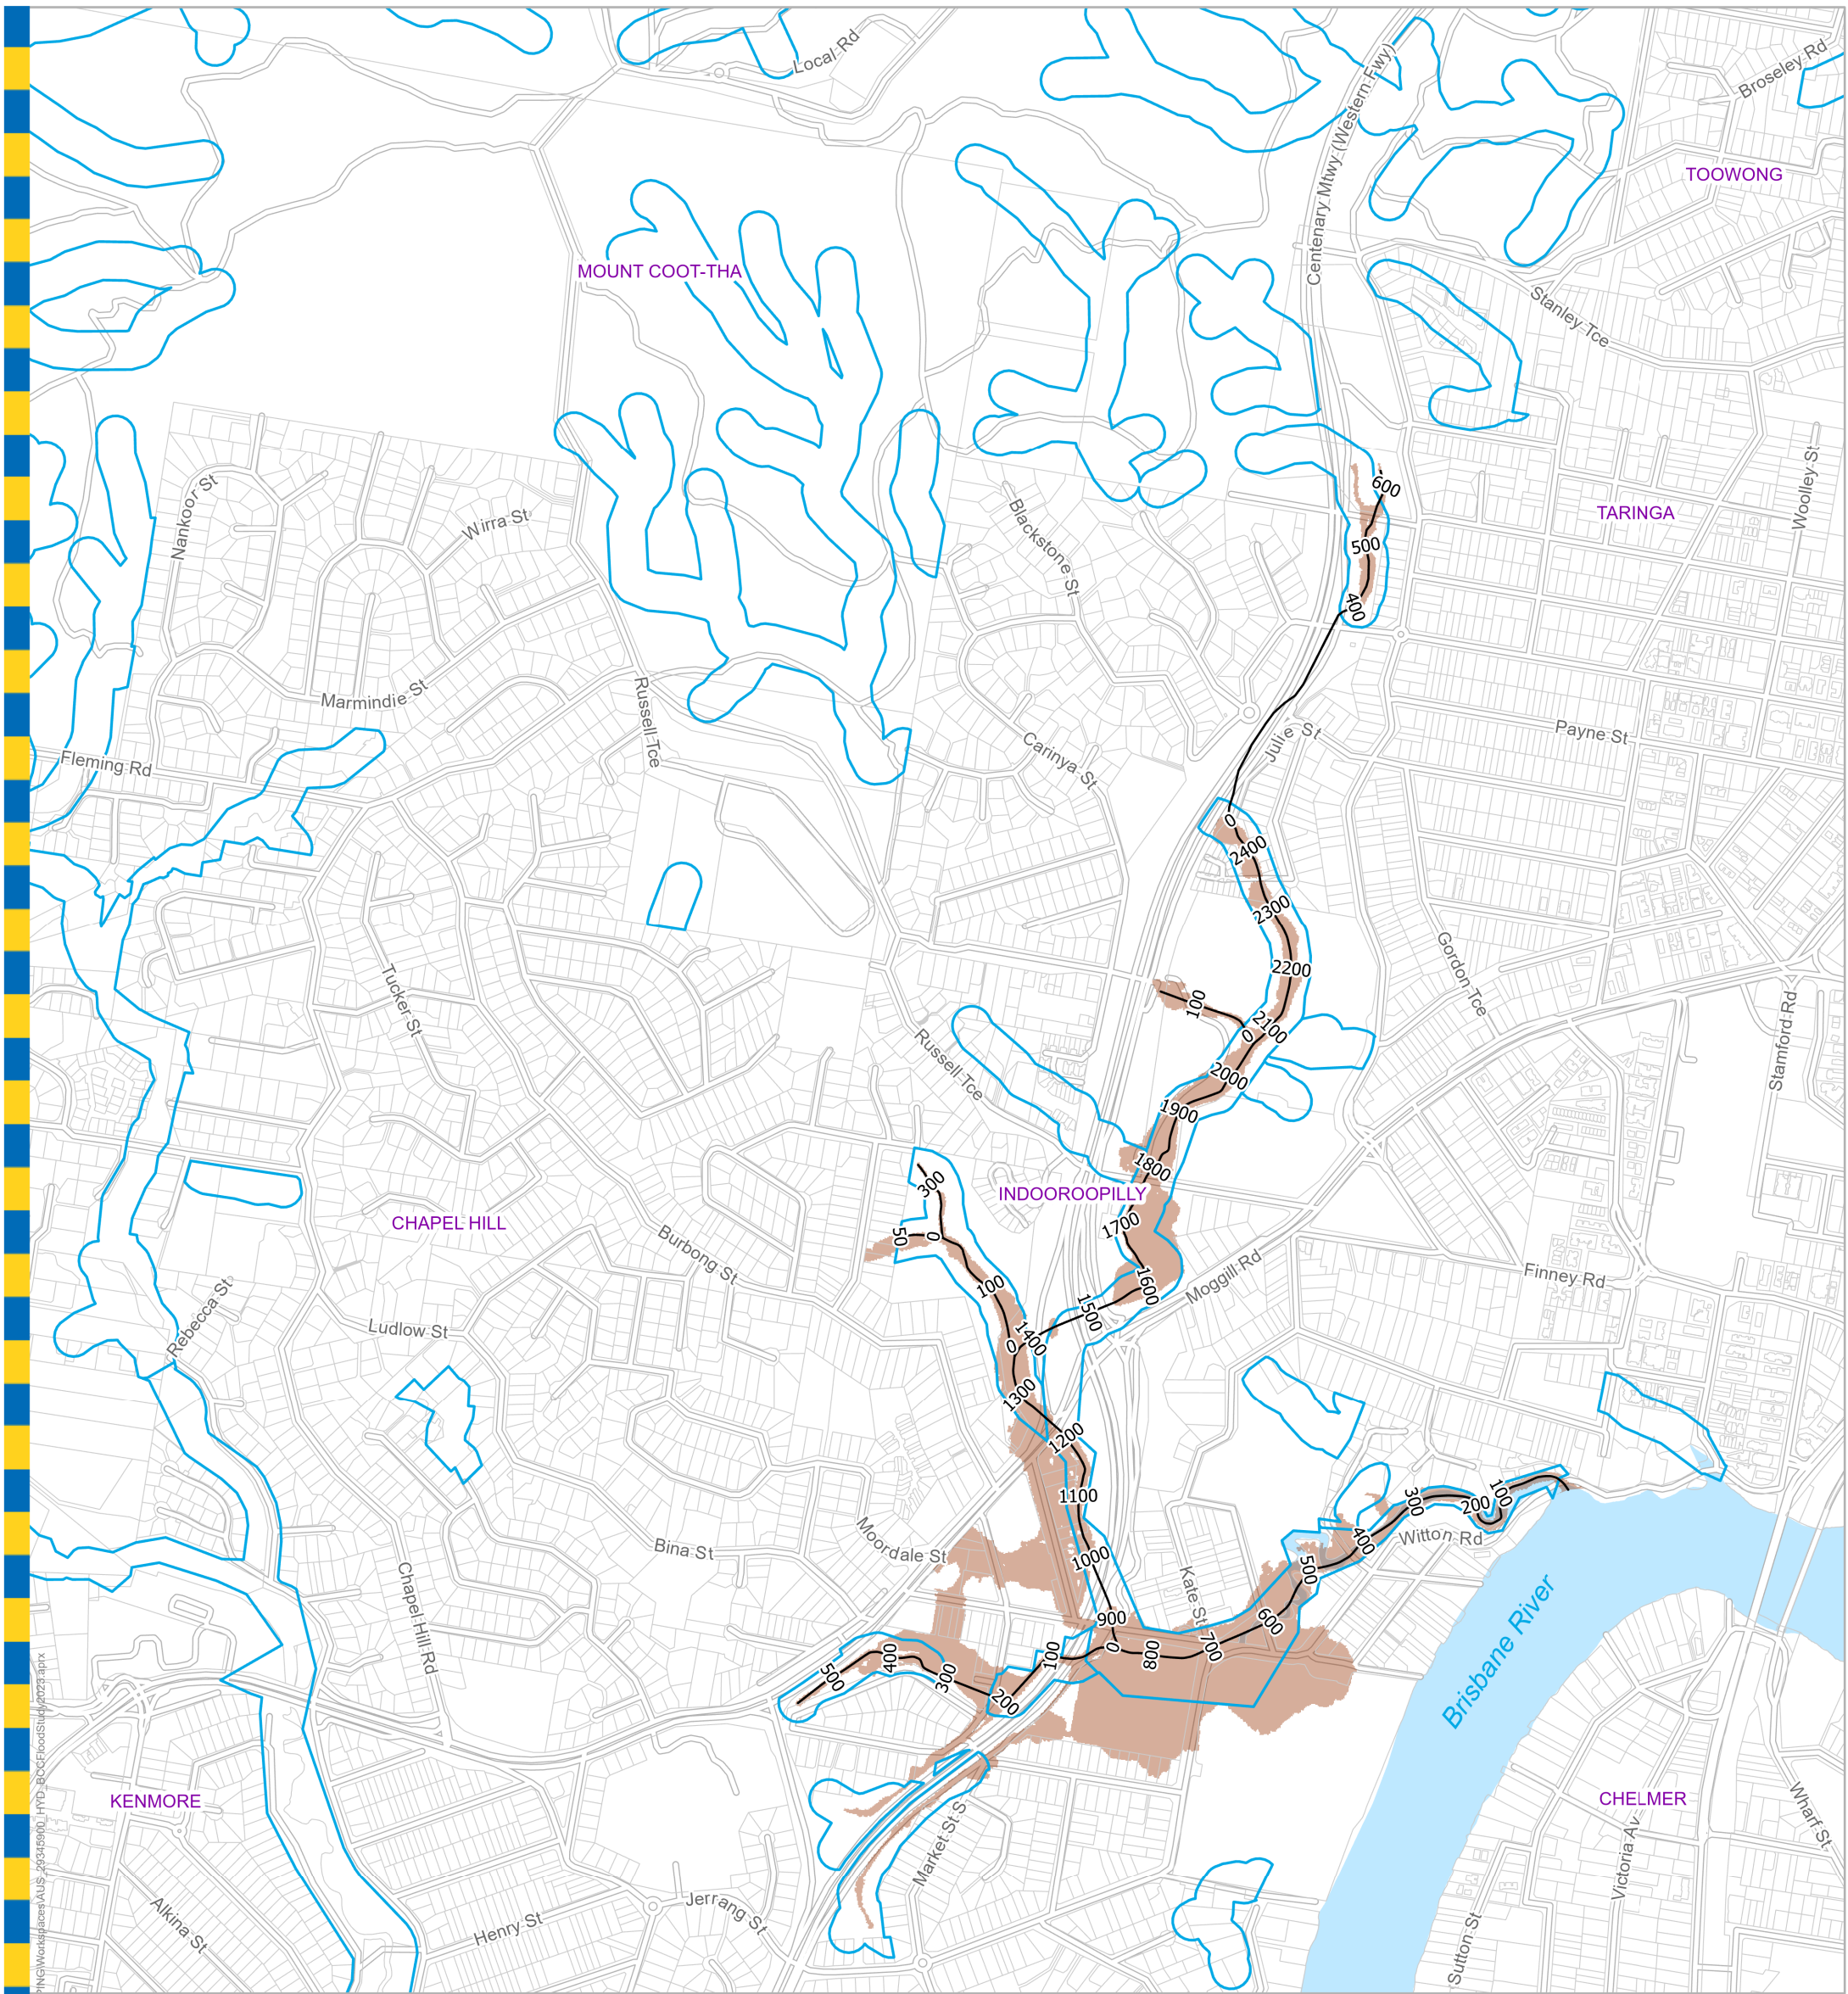 Local Rd
Broseley Rd
Centenary Mtwy (Western Fwy)
TOOWONG
MOUNT COOT-THA
Stanley Tce
Nankoor St
Wirra St
Blackstone St
Woolley St
600
TARINGA
500
400
Marmindie St
Russell Tce
Payne St
Julie St
Carinya St
Fleming Rd
0
2400
2300
Gordon Tce
2200
Tucker St
100
2100
0
Stamford Rd
Russell Tce
2000
1900
1800
300
INDOOROOPILLY
CHAPEL HILL
1700
50
0
Burbong St
Moggill Rd
Finney Rd
100
1600
1500
Rebecca St
Ludlow St
1400
0
1300
1200
1100
300
200
100
Witton Rd
400
Bina St
Moordale St
1000
500
Chapel Hill Rd
Kate St
900
600
Brisbane River
0
800
700
100
400
500
300
200
KENMORE
CHELMER
Market St S
Wharf St
Victoria Av
Alkina St
Henry St
Jerrang St
Sutton St